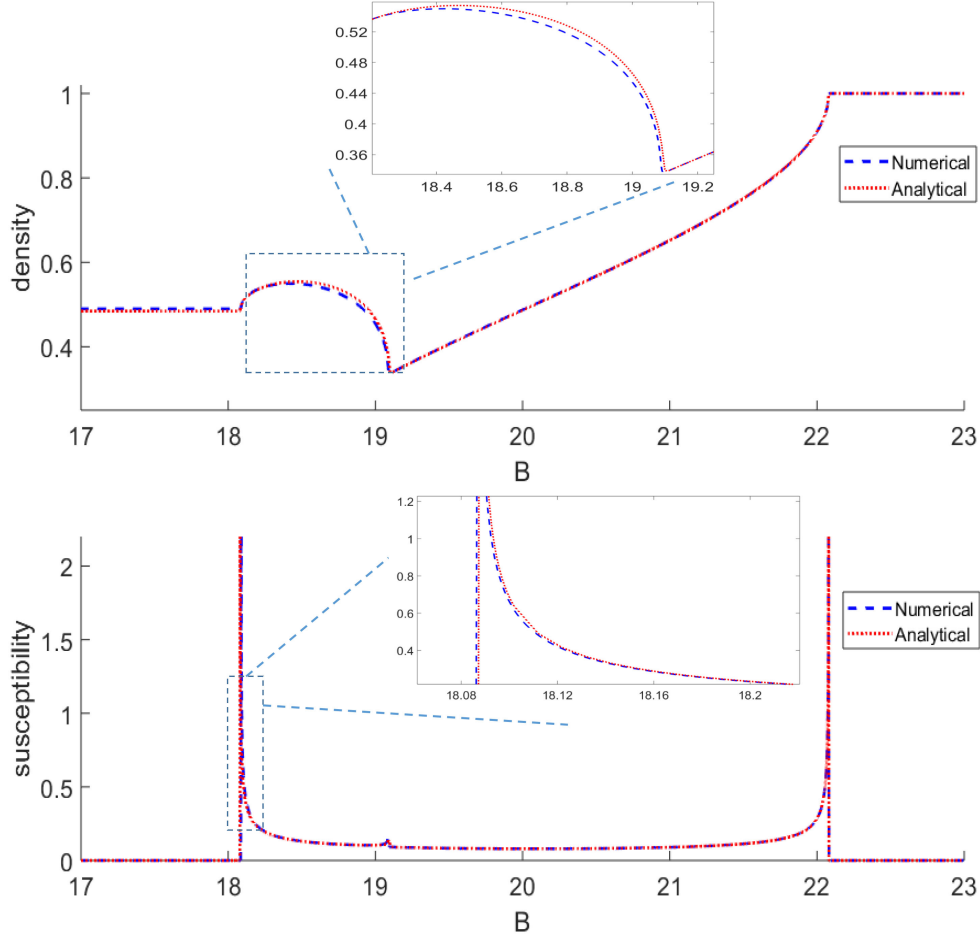 0.52
0.48
0.44
0.4
0.36
18.4 18.6 18.8 19 19.2
1
0.8
0.6
0.4
density
Numerical
Analytical
17 18 19 20 21 22 23
B
1.2
1
0.8
0.6
0.4
18.08 18.12 18.16 18.2
2
1.5
1
0.5
0
susceptibility
Numerical
Analytical
17 18 19 20 21 22 23
B